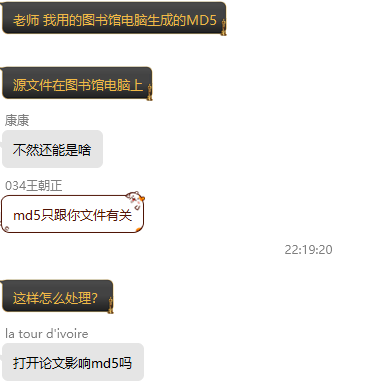 老师 我用的图书馆电脑生成的MD5
源文件在图书馆电脑上
康康
不然还能是啥
034王朝正
md5只跟你文件有关
22:19:20
这样怎么处理?
la tour d'ivoire
打开论文影响md5吗